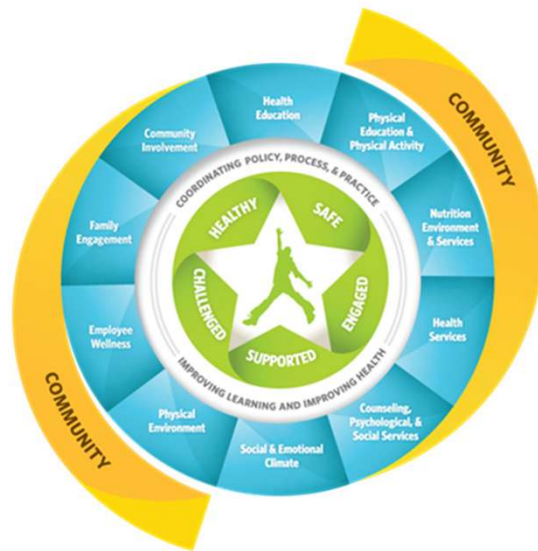 COMMUNITY
Health
Education
Physical
Education &
Physical Activity
Nutrition
Environment
& Services
Health
Services
Counseling,
Psychological, &
Social Services
Social & Emotional
Climate
Physical
Environment
Employee
Wellness
Family
Engagement
Community
Involvement
COORDINATING POLICY, PROCESS, & PRACTICE
IMPROVING LEARNING AND IMPROVING HEALTH
HEALTHY
SAFE
ENGAGED
SUPPORTED
CHALLENGED
COMMUNITY